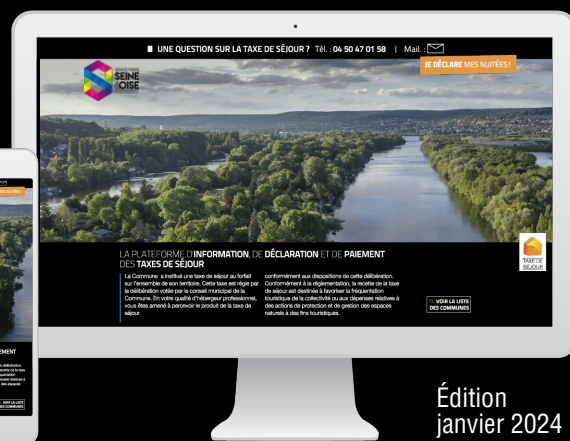 UNE QUESTION SUR LA TAXE DE SÉJOUR ? Tél. : 04 50 47 01 58 | Mail. :
JE DÉCLARE MES NUITÉES !
SEINE
OISE
LA PLATEFORME D'INFORMATION, DE DÉCLARATION ET DE PAIEMENT
DES TAXES DE SÉJOUR
La Commune a institué une taxe de séjour au forfait
sur l'ensemble de son territoire. Cette taxe est régie par
la délibération votée par le conseil municipal de la
Commune. En votre qualité d'hébergeur professionnel,
vous êtes amené à percevoir le produit de la taxe de
séjour
conformément aux dispositions de cette délibération.
Conformément à la réglementation, la recette de la taxe
de séjour est destinée à favoriser la fréquentation
touristique de la collectivité ou aux dépenses relatives à
des actions de protection et de gestion des espaces
naturels à des fins touristiques.
TAXE DE
SÉJOUR
VOIR LA LISTE
DES COMMUNES
EMENT
VOIR LA LISTE
DES COMMUNES
Édition
janvier 2024